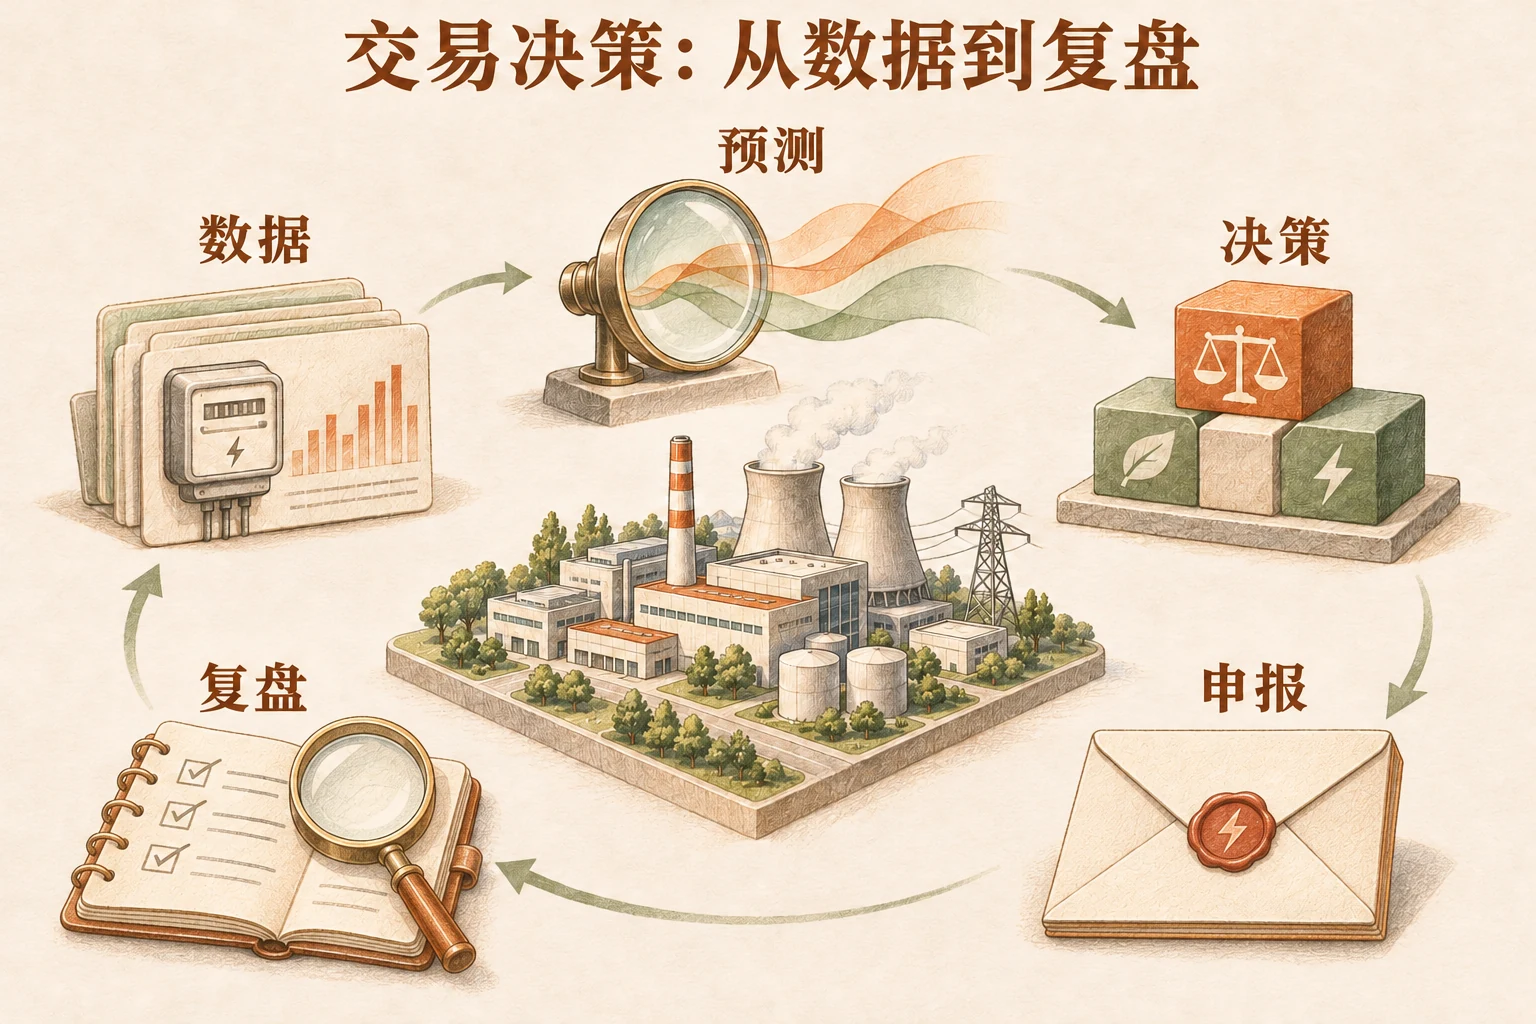 交易决策：从数据到复盘
预测
数据
决策
复盘
申报